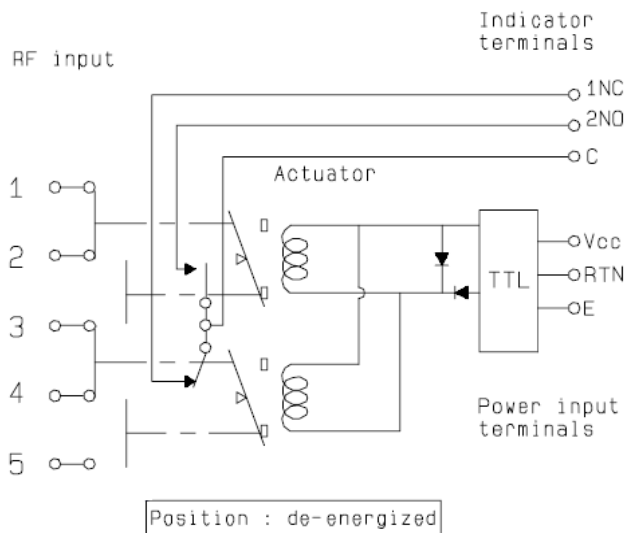 Indicator
terminals
RF input
1NC
2NO
C
Actuator
1
2
3
4
5
TTL
Vcc
RTN
E
Power input
terminals
Position : de-energized